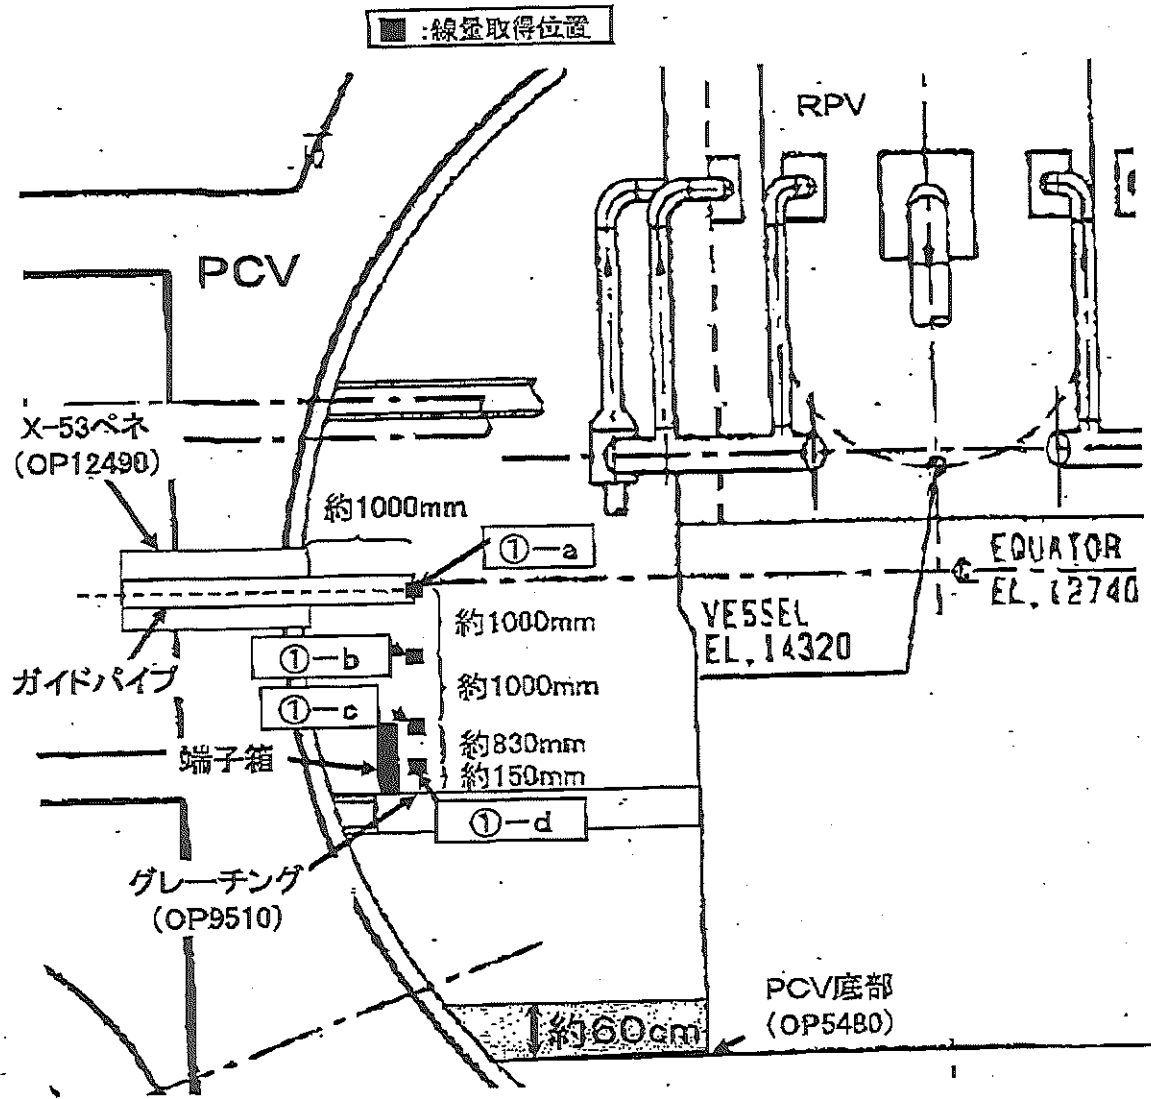 ■ :線量取得位置
RPV
PCV
X-53ペネ
(OP12490)
約1000mm
①-a
EQUATOR
EL.12740
約1000mm
VESSEL
EL.14320
①-b
ガイドパイプ
約1000mm
①-c
約830mm
端子箱
約150mm
①-d
グレーチング
(OP9510)
PCV底部
(OP5480)
約60cm